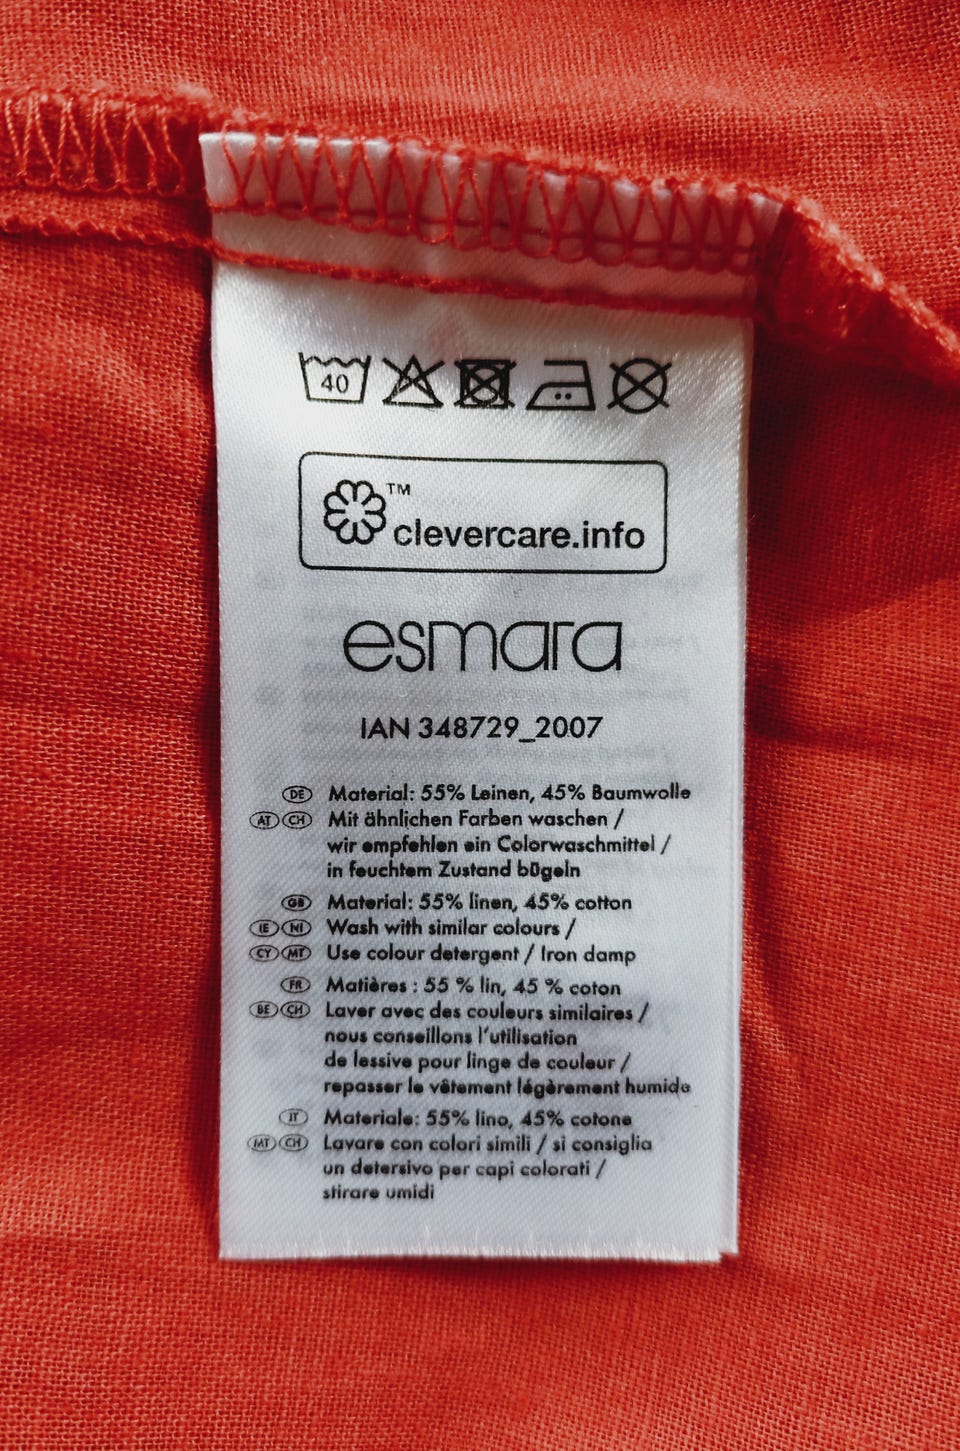 40
TM
clevercare.info
esmara
IAN 348729_2007
DE Material: 55% Leinen, 45% Baumwolle
AT CH Mit ähnlichen Farben waschen /
wir empfehlen ein Colorwaschmittel /
in feuchtem Zustand bügeln
GB Material: 55% linen, 45% cotton
IE NI Wash with similar colours /
CY MT Use colour detergent / Iron damp
FR Matières : 55 % lin, 45 % coton
BE CH Laver avec des couleurs similaires /
nous conseillons l'utilisation
de lessive pour linge de couleur /
repasser le vêtement légèrement humide
IT Materiale: 55% lino, 45% cotone
MT CH Lavare con colori simili / si consiglia
un detersivo per capi colorati /
stirare umidi